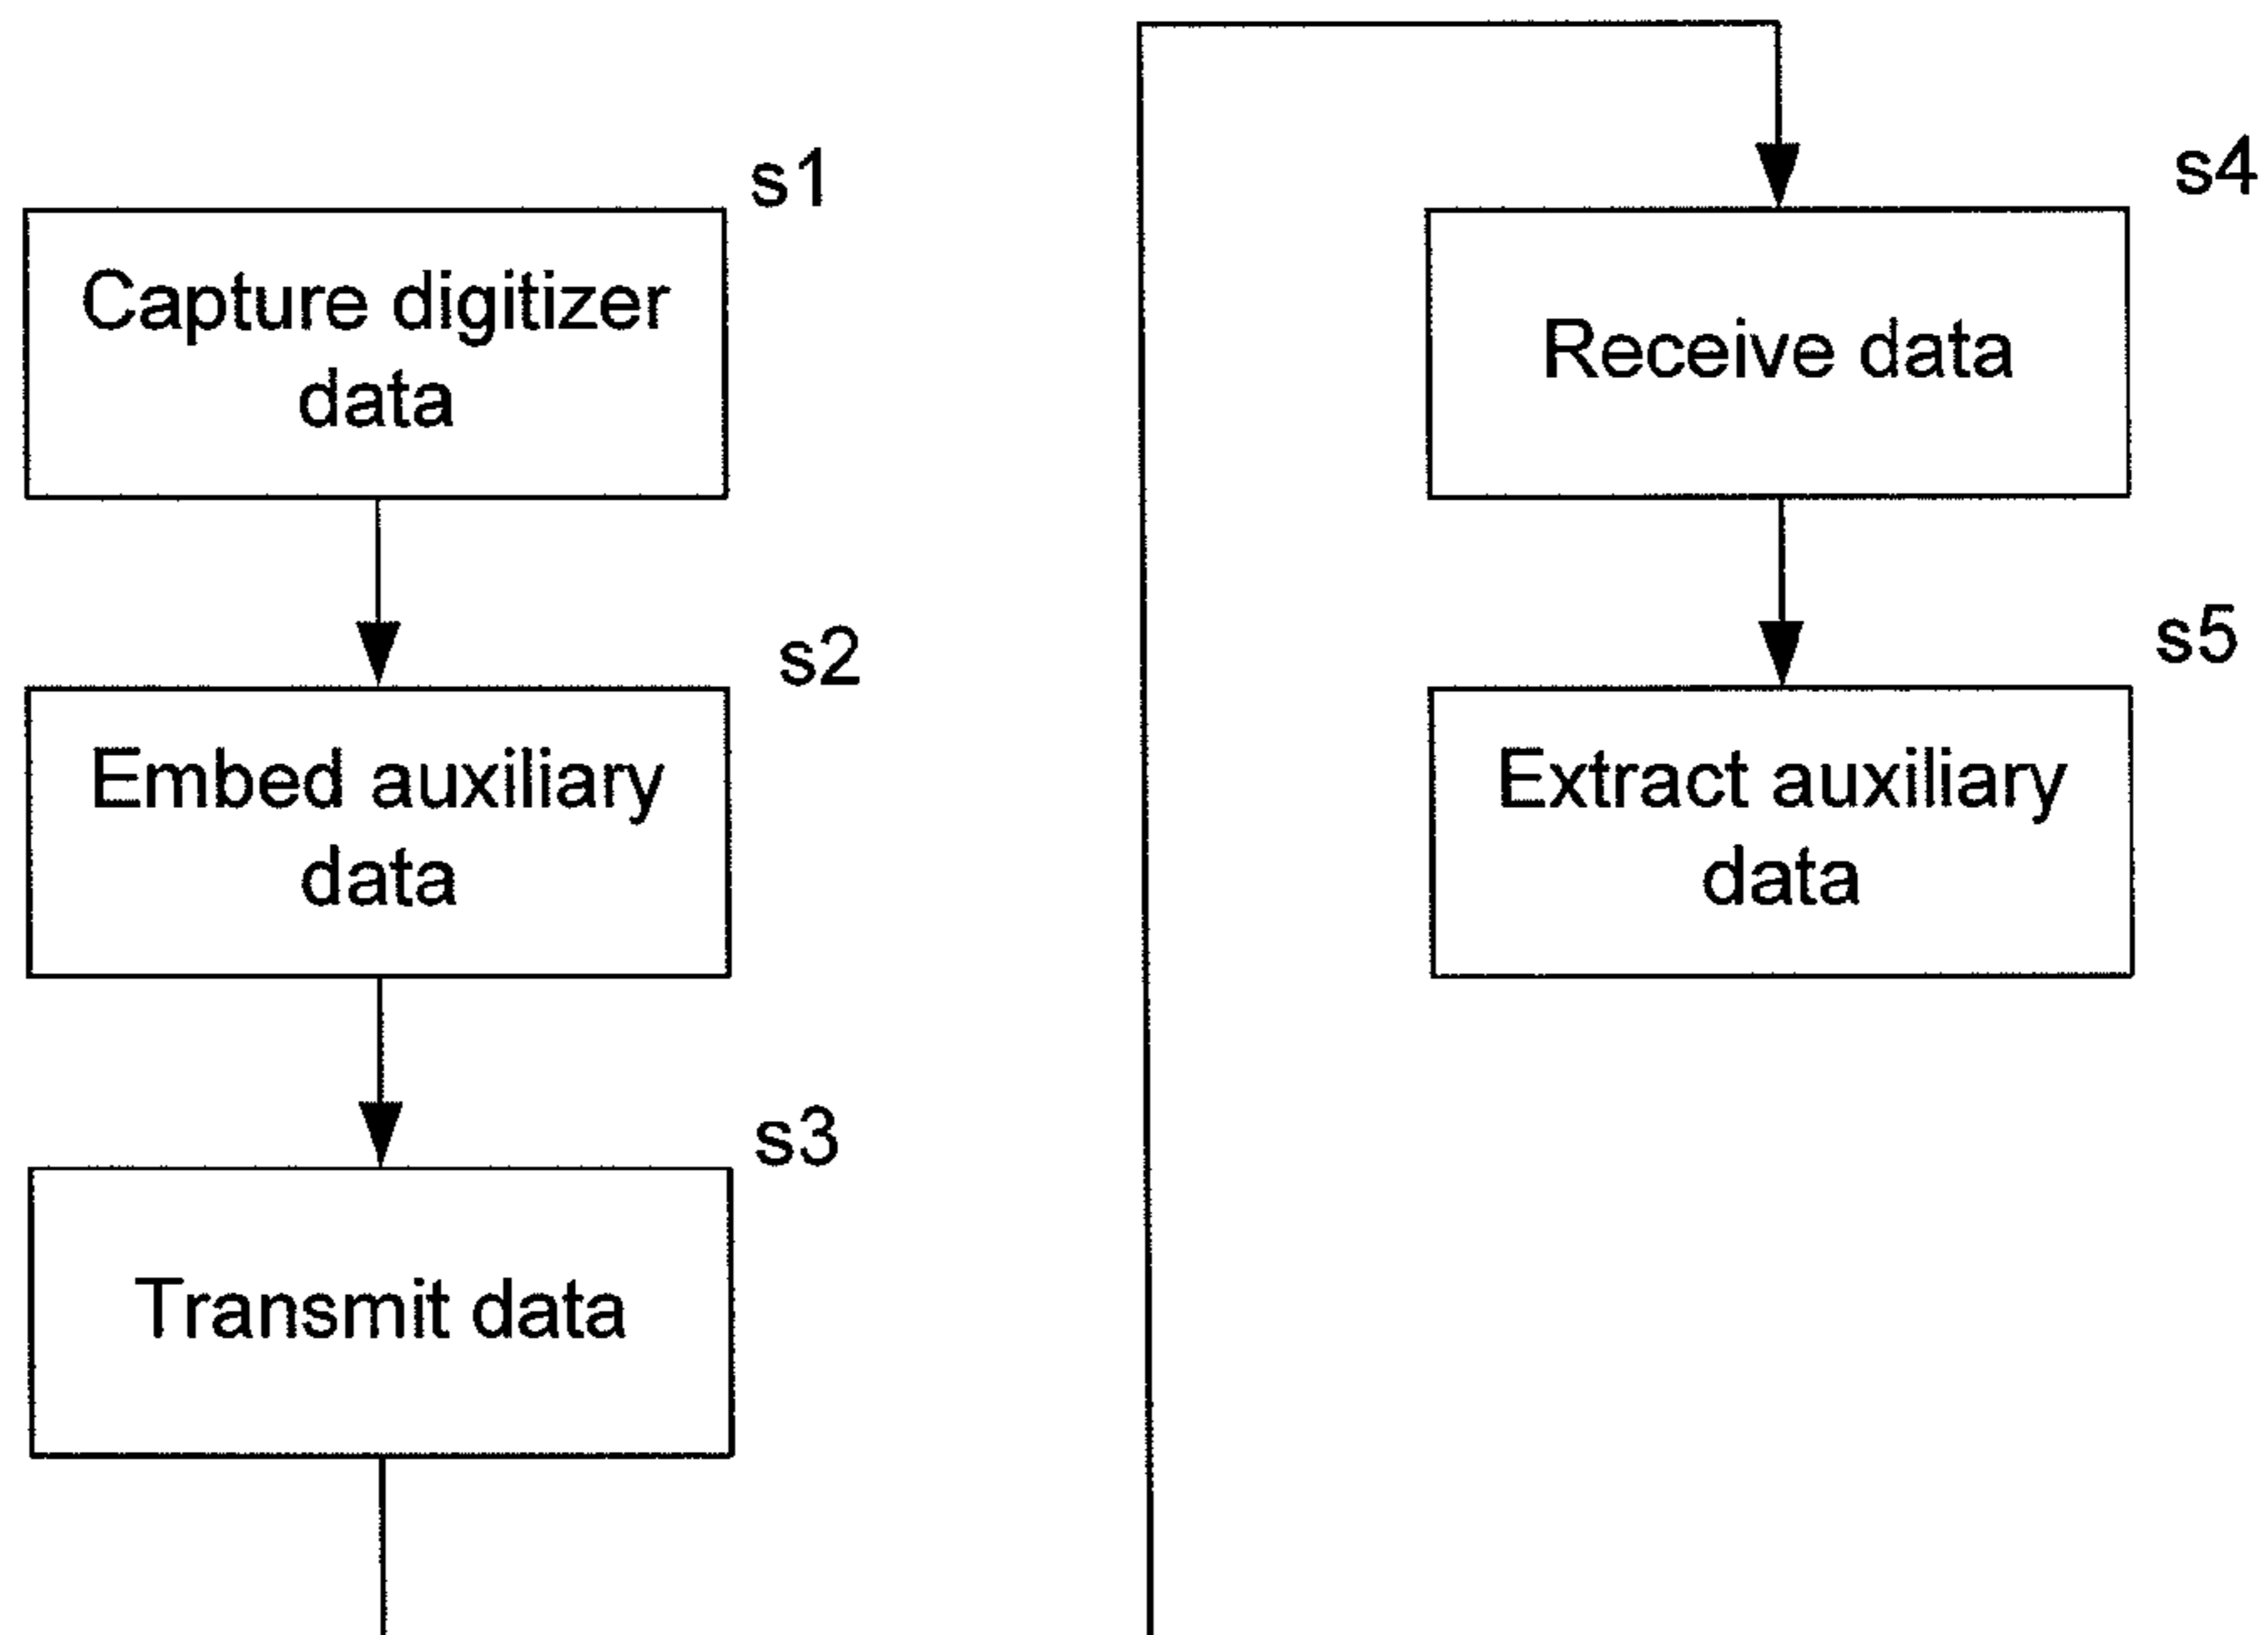 s1
Capture digitizer
data
s2
Embed auxiliary
data
s3
Transmit data
s4
Receive data
s5
Extract auxiliary
data